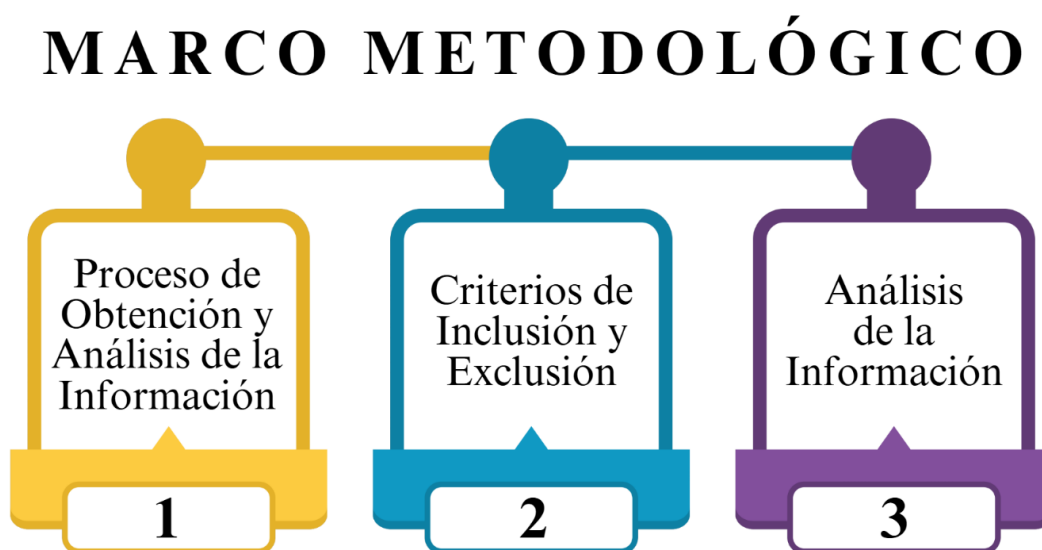 MARCO METODOLÓGICO
Proceso de
Obtención y
Análisis de la
Información
1
Criterios de
Inclusión y
Exclusión
2
Análisis
de la
Información
3